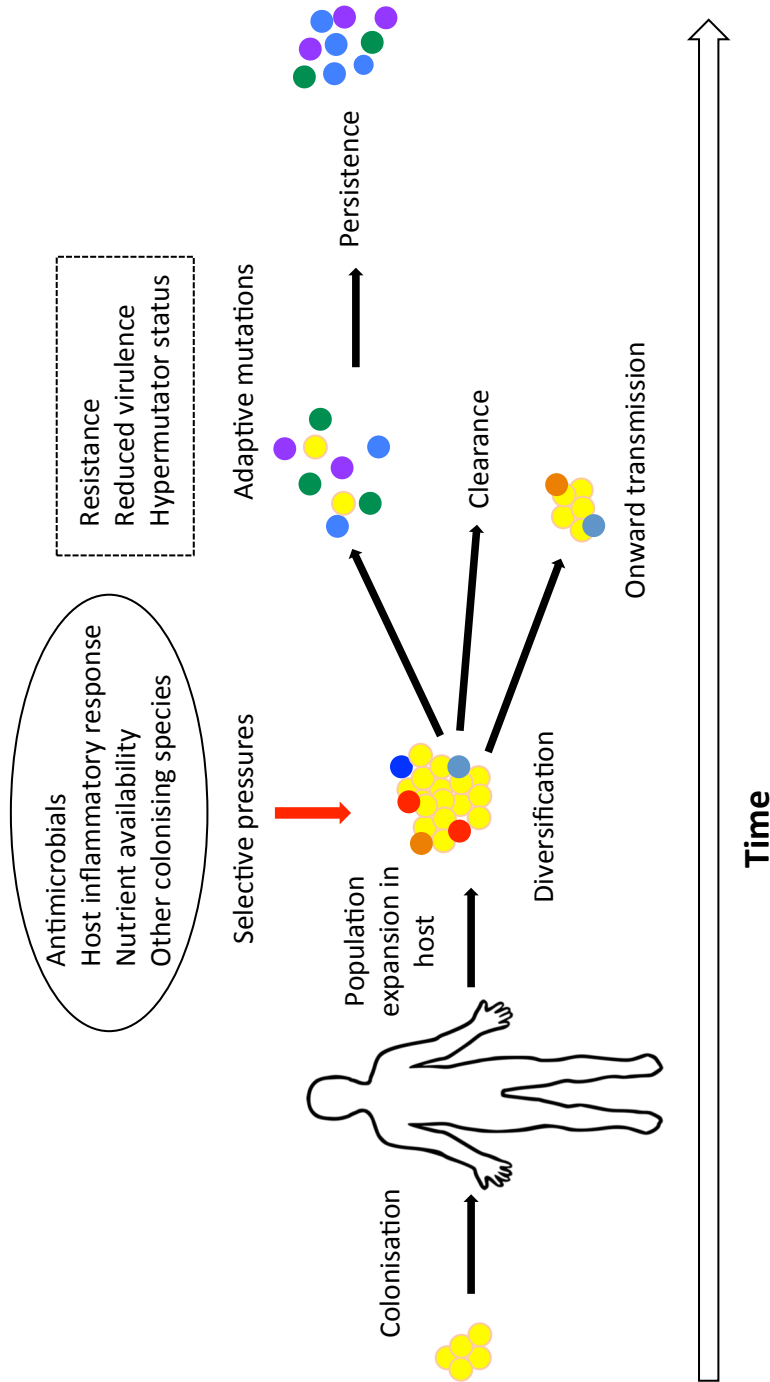 Antimicrobials
Host inflammatory response
Nutrient availability
Other colonising species
Resistance
Reduced virulence
Hypermutator status
Selective pressures
Adaptive mutations
Colonisation
Population
expansion in
host
Persistence
Clearance
Diversification
Onward transmission
Time